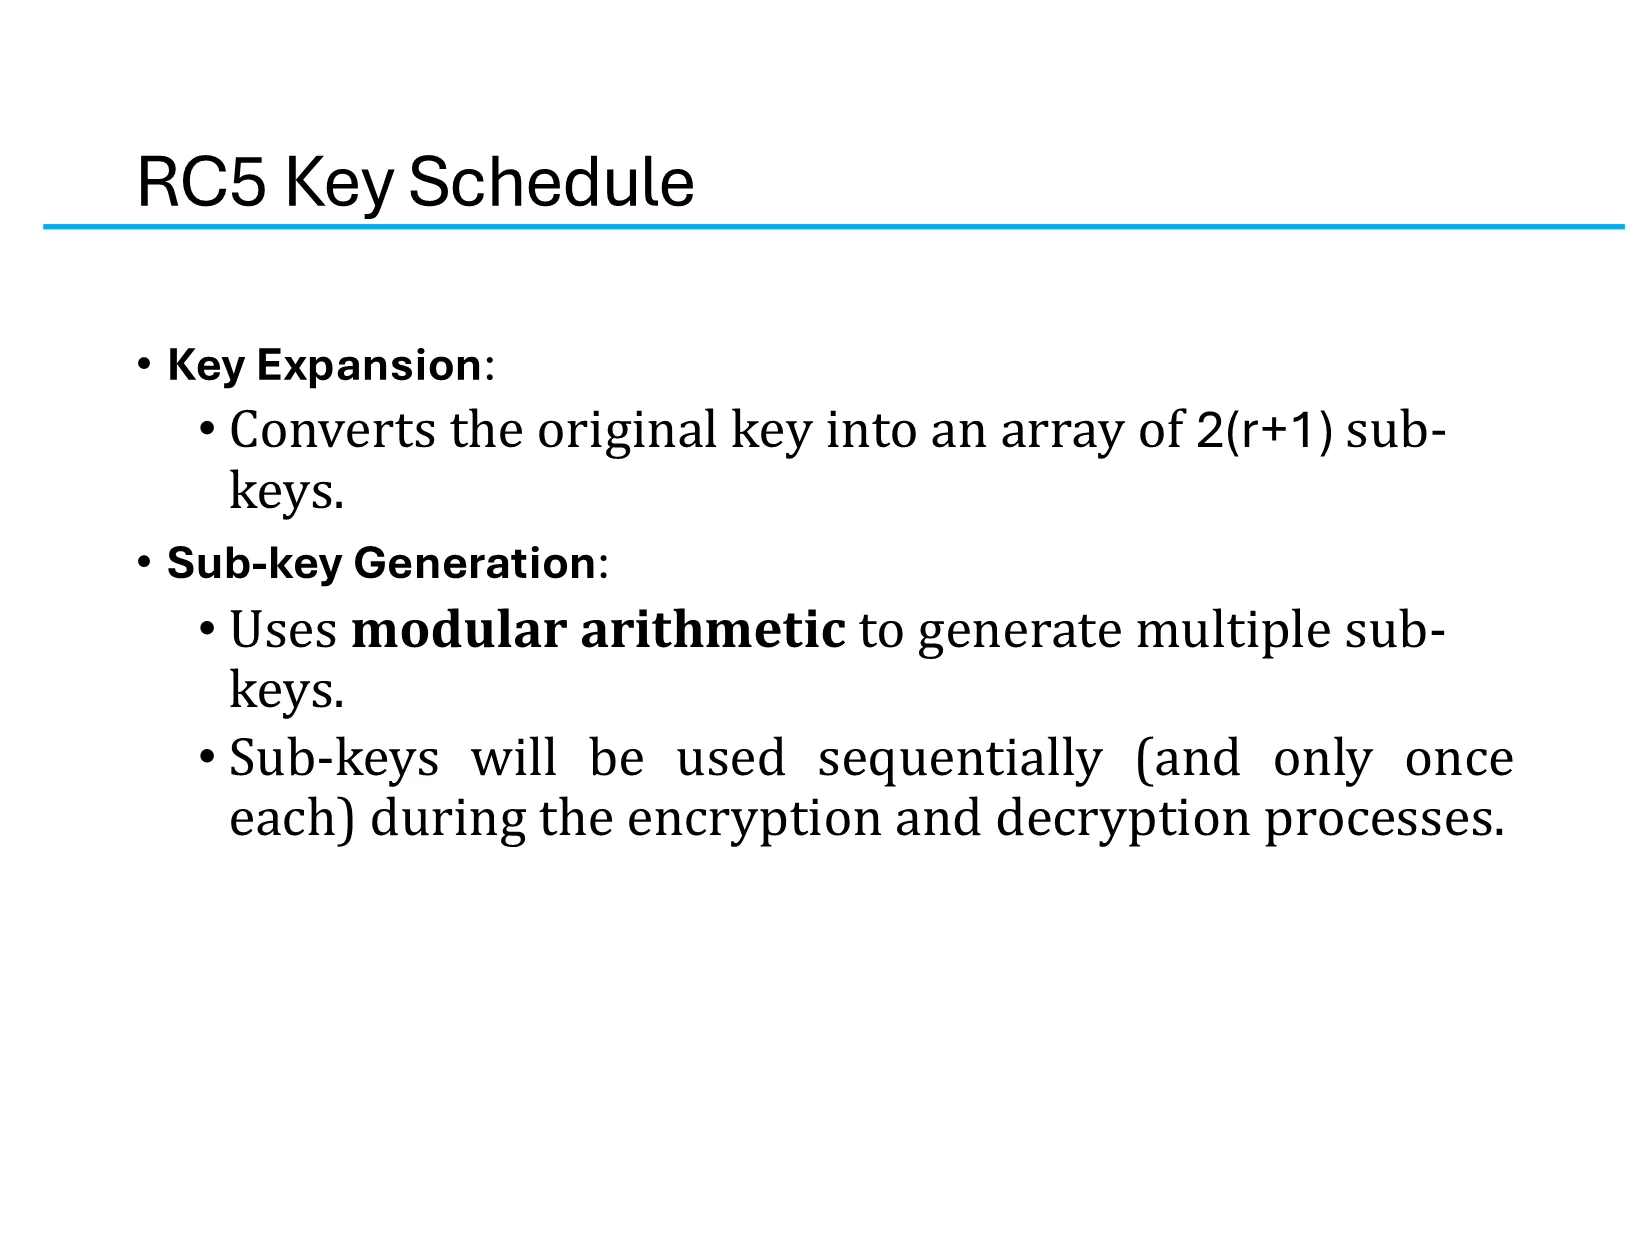 RC5 Key Schedule
• Key Expansion:
• Converts the original key into an array of 2(r+1) sub-
keys.
• Sub-key Generation:
• Uses modular arithmetic to generate multiple sub-
keys.
• Sub-keys will be used sequentially (and only once
each) during the encryption and decryption processes.